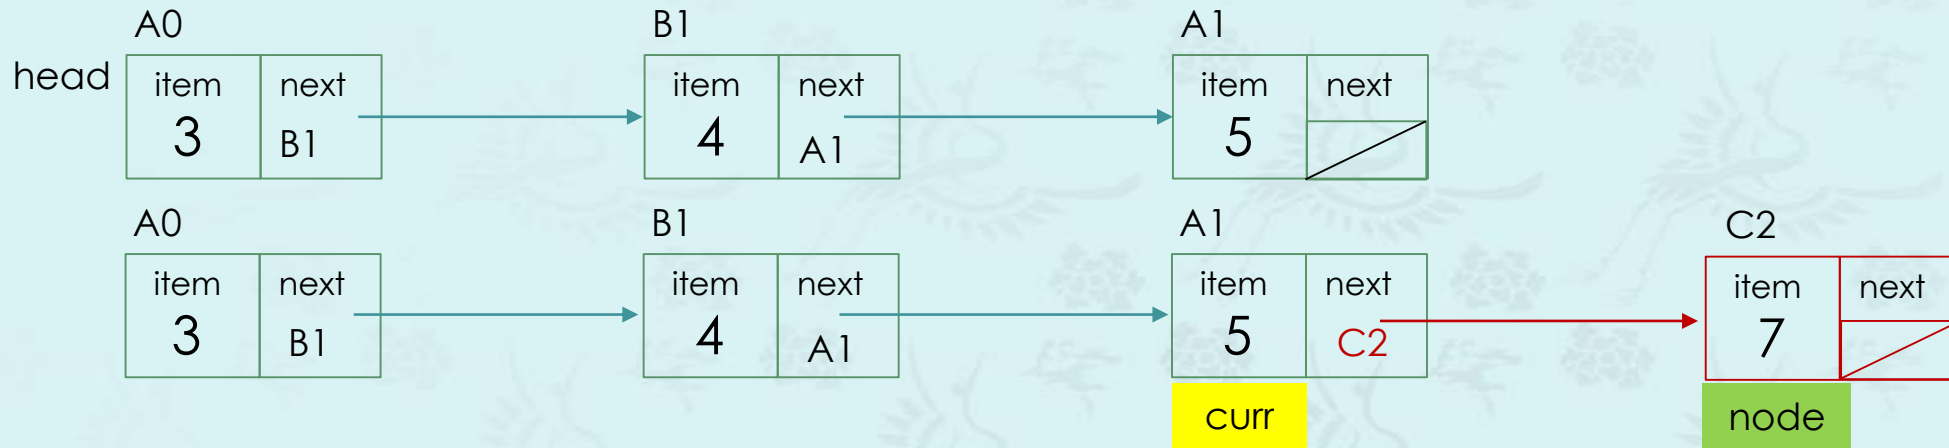 A0 B1 A1
head item next item next item next
3 B1 4 A1 5
A0 B1 A1 C2
item next item next item next item next
3 B1 4 A1 5 C2 7
curr node